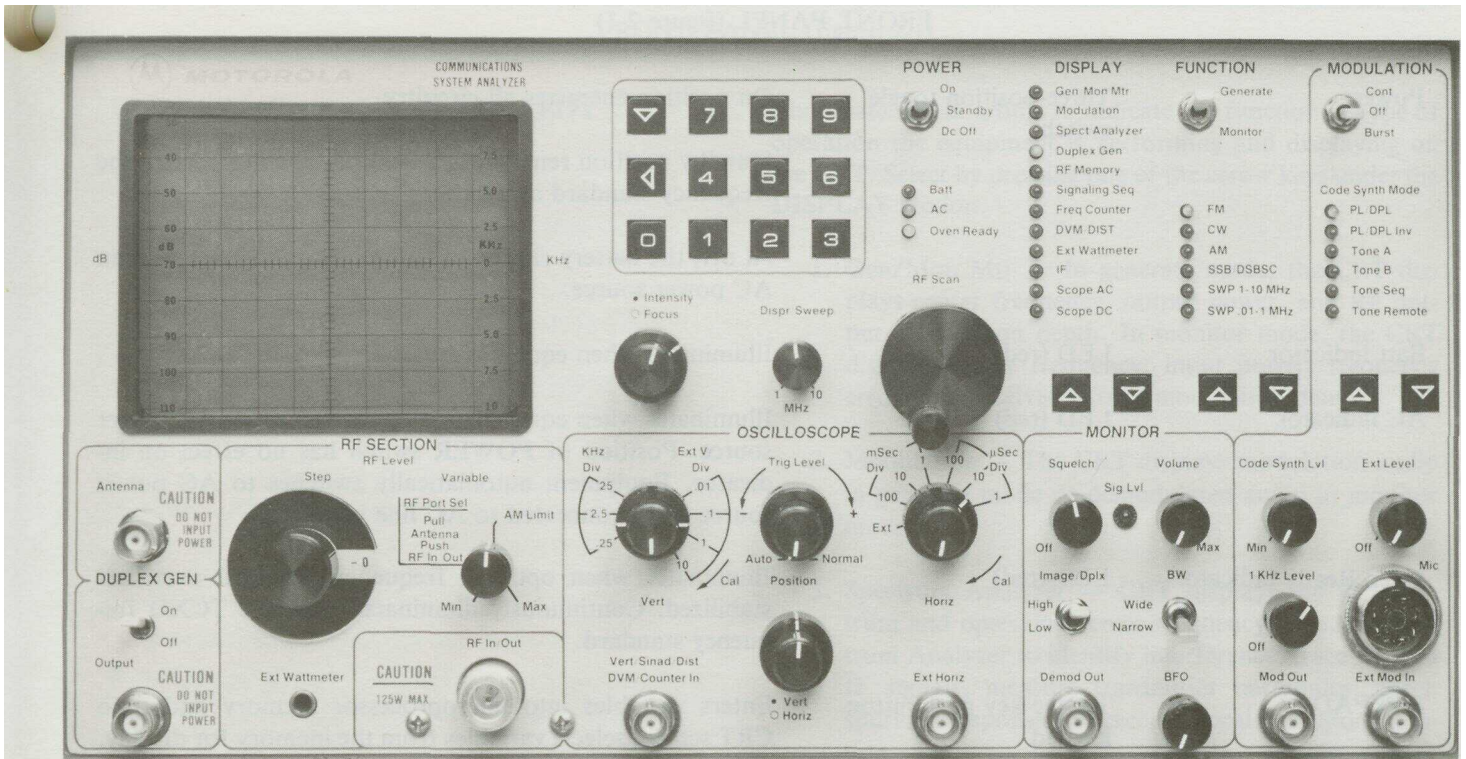 MOTOROLA
COMMUNICATIONS
SYSTEM ANALYZER
40
50
60
dB
70
80
90
100
110
7.5
5.0
2.5
KHz
0
2.5
5.0
7.5
10
dB
KHz
7 8 9
4 5 6
0 1 2 3
• Intensity
○ Focus
Dispr Sweep
1 10
MHz
RF Scan
POWER
On
Standby
Dc Off
Batt
AC
Oven Ready
DISPLAY
Gen Mon Mtr
Modulation
Spect Analyzer
Duplex Gen
RF Memory
Signaling Seq
Freq Counter
DVM/DIST
Ext Wattmeter
IF
Scope AC
Scope DC
FUNCTION
Generate
Monitor
FM
CW
AM
SSB/DSBSC
SWP 1-10 MHz
SWP .01-1 MHz
MODULATION
Cont
Off
Burst
Code Synth Mode
PL/DPL
PL/DPL Inv
Tone A
Tone B
Tone Seq
Tone Remote
Antenna
CAUTION
DO NOT
INPUT
POWER
DUPLEX GEN
On
Off
Output
CAUTION
DO NOT
INPUT
POWER
RF SECTION
RF Level
Step
Variable
- 0
RF Port Sel
Pull
Antenna
Push
RF In/Out
AM Limit
Min Max
Ext Wattmeter
CAUTION
125W MAX
RF In/Out
OSCILLOSCOPE
KHz
Div
25
2.5
.25
Ext V
Div
.01
.1
1
10
Cal
Vert
Trig Level
- +
Auto Normal
Position
• Vert
○ Horiz
mSec
Div
1
10
100
Ext
µSec
Div
100
10
1
Cal
Horiz
Vert/Sinad/Dist
DVM/Counter In
Ext Horiz
MONITOR
Squelch
Off
Sig Lvl
Volume
Max
Image/Dplx
High
Low
BW
Wide
Narrow
Demod Out
BFO
Code Synth Lvl
Min
Ext Level
Off
1 KHz Level
Off
Mic
Mod Out
Ext Mod In